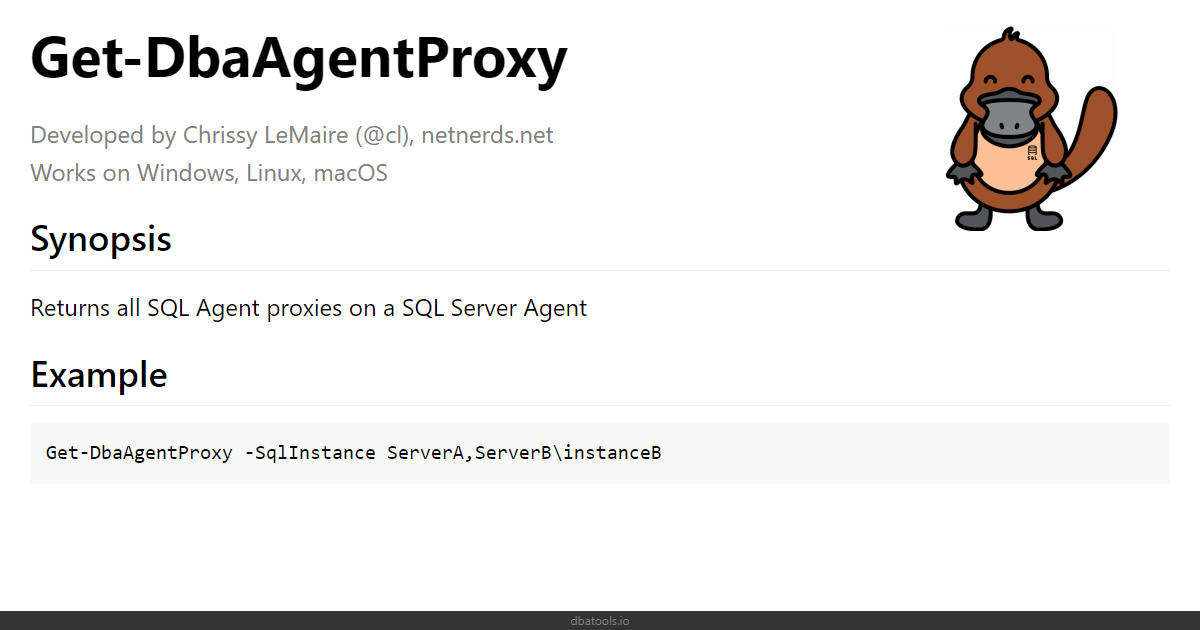 Get-DbaAgentProxy
Developed by Chrissy LeMaire (@cl), netnerds.net
Works on Windows, Linux, macOS
SQL
Synopsis
Returns all SQL Agent proxies on a SQL Server Agent
Example
Get-DbaAgentProxy -SqlInstance ServerA,ServerB\instanceB
dbatools.io